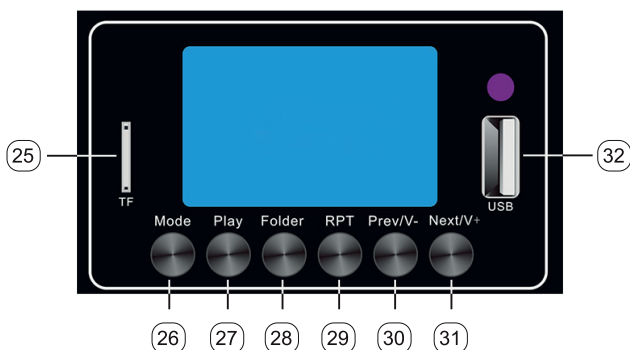 25
32
TF
USB
Mode Play Folder RPT Prev/V- Next/V+
26 27 28 29 30 31